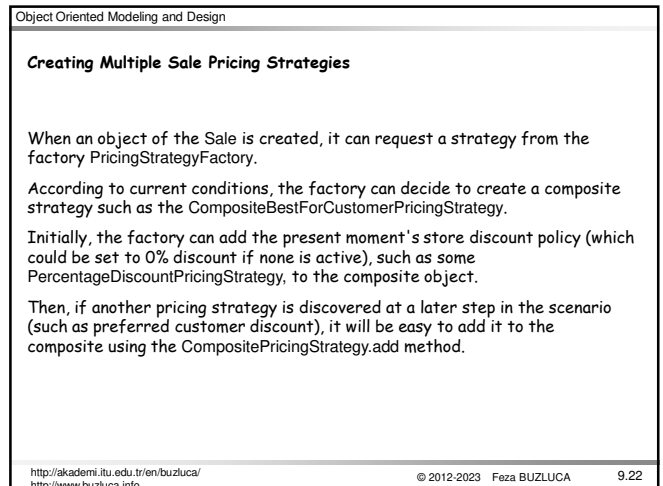 Object Oriented Modeling and Design
Creating Multiple Sale Pricing Strategies
When an object of the Sale is created, it can request a strategy from the
factory PricingStrategyFactory.
According to current conditions, the factory can decide to create a composite
strategy such as the CompositeBestForCustomerPricingStrategy.
Initially, the factory can add the present moment's store discount policy (which
could be set to 0% discount if none is active), such as some
PercentageDiscountPricingStrategy, to the composite object.
Then, if another pricing strategy is discovered at a later step in the scenario
(such as preferred customer discount), it will be easy to add it to the
composite using the CompositePricingStrategy.add method.
http://akademi.itu.edu.tr/en/buzluca/
http://www.buzluca.info
© 2012-2023 Feza BUZLUCA 9.22